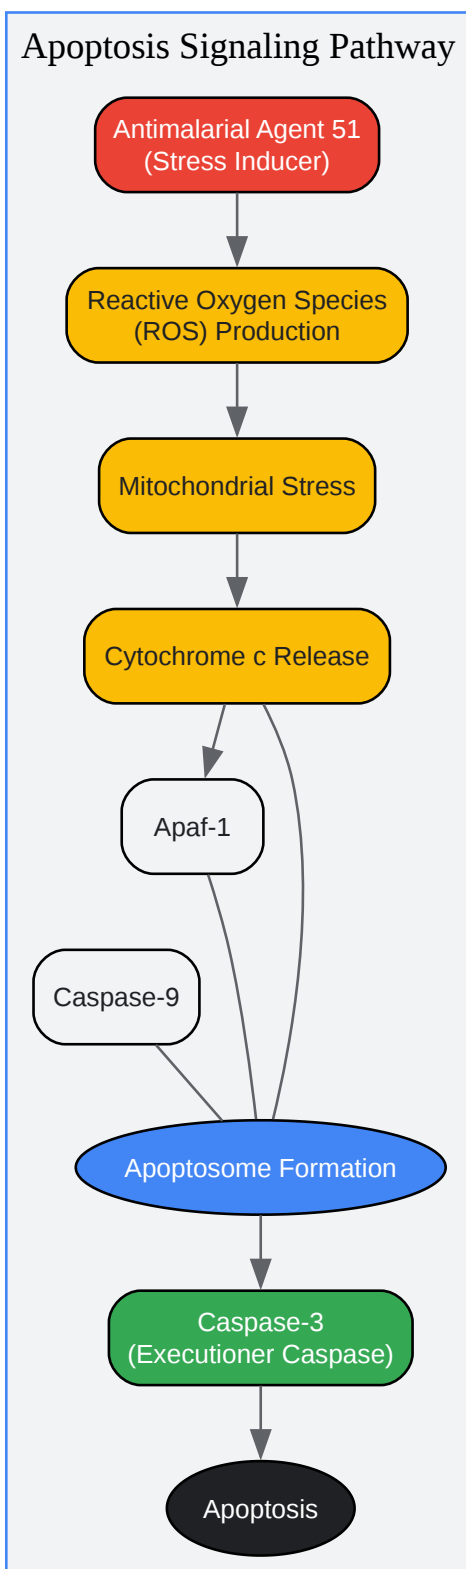 Apoptosis Signaling Pathway
Antimalarial Agent 51
(Stress Inducer)
Reactive Oxygen Species
(ROS) Production
Mitochondrial Stress
Cytochrome c Release
Apaf-1
Caspase-9
Apoptosome Formation
Caspase-3
(Executioner Caspase)
Apoptosis